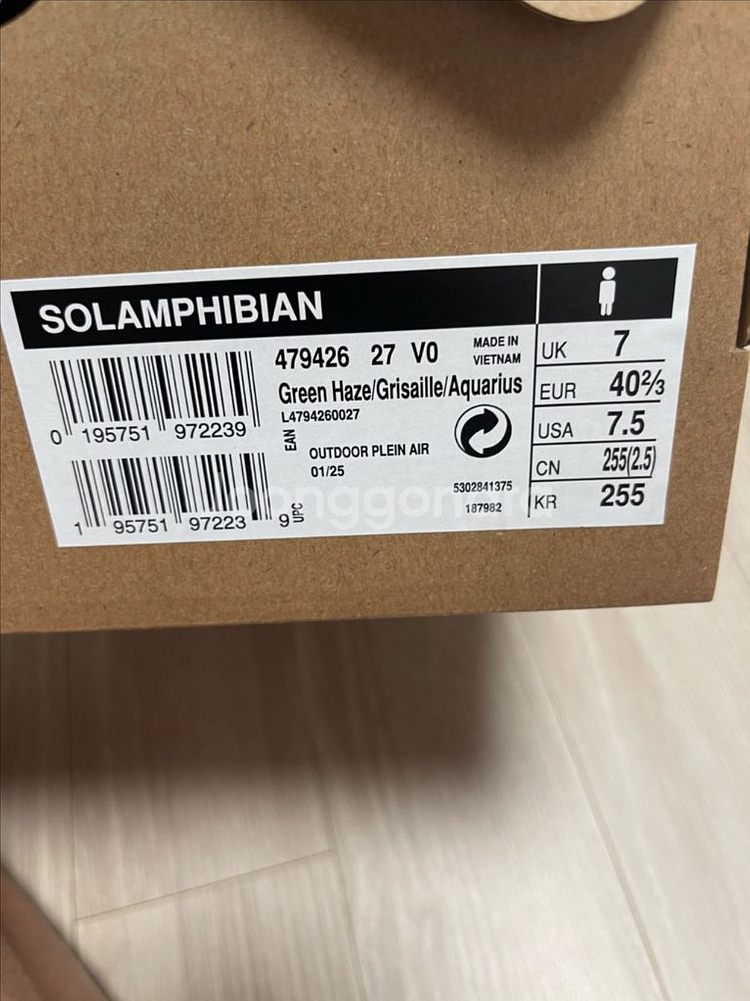 SOLAMPHIBIAN
479426 27 V0
MADE IN
VIETNAM
Green Haze/Grisaille/Aquarius
L4794260027
0 195751 972239
EAN
OUTDOOR PLEIN AIR
01/25
5302841375
187982
1 95751 97223 9
UPC
UK 7
EUR 40⅔
USA 7.5
CN 255(2.5)
KR 255
joonggonara